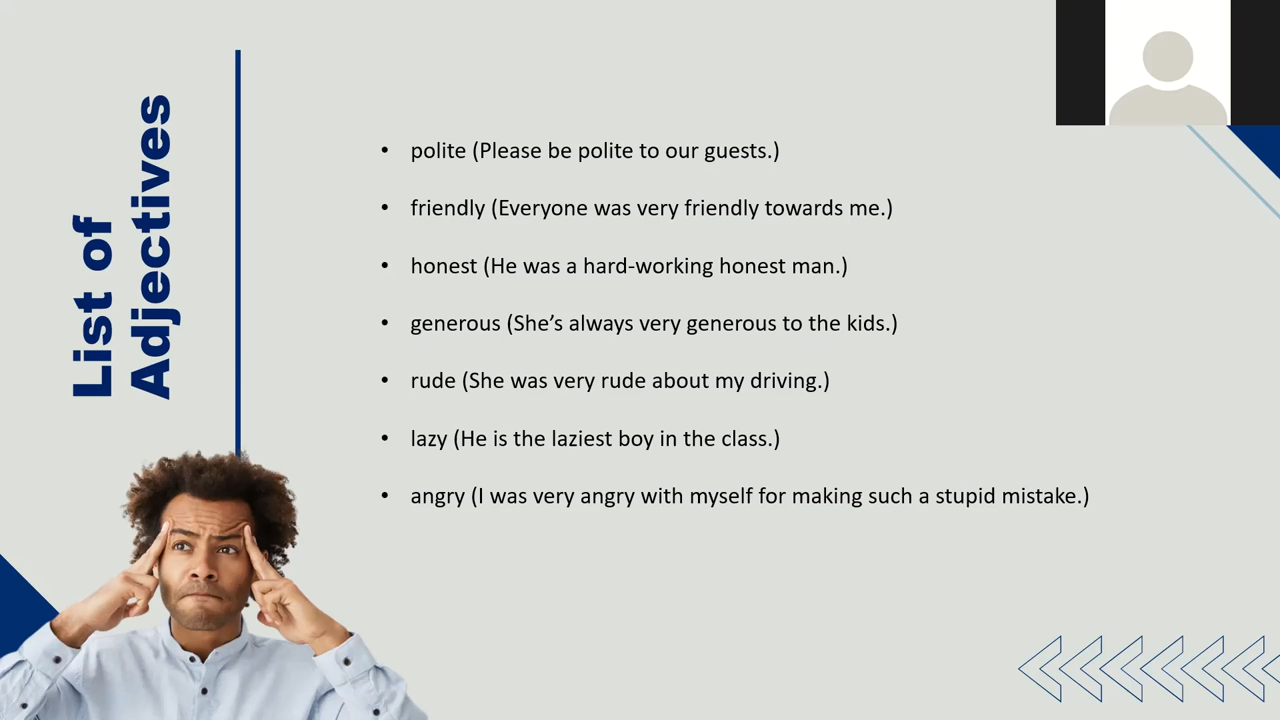 List of
Adjectives
• polite (Please be polite to our guests.)
• friendly (Everyone was very friendly towards me.)
• honest (He was a hard-working honest man.)
• generous (She’s always very generous to the kids.)
• rude (She was very rude about my driving.)
• lazy (He is the laziest boy in the class.)
• angry (I was very angry with myself for making such a stupid mistake.)